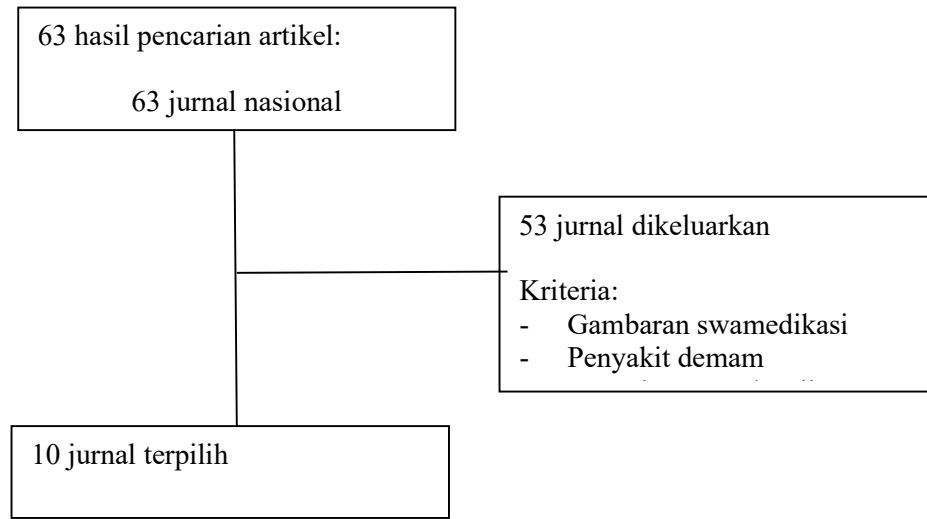 63 hasil pencarian artikel:
63 jurnal nasional
53 jurnal dikeluarkan
Kriteria:
- Gambaran swamedikasi
- Penyakit demam
10 jurnal terpilih